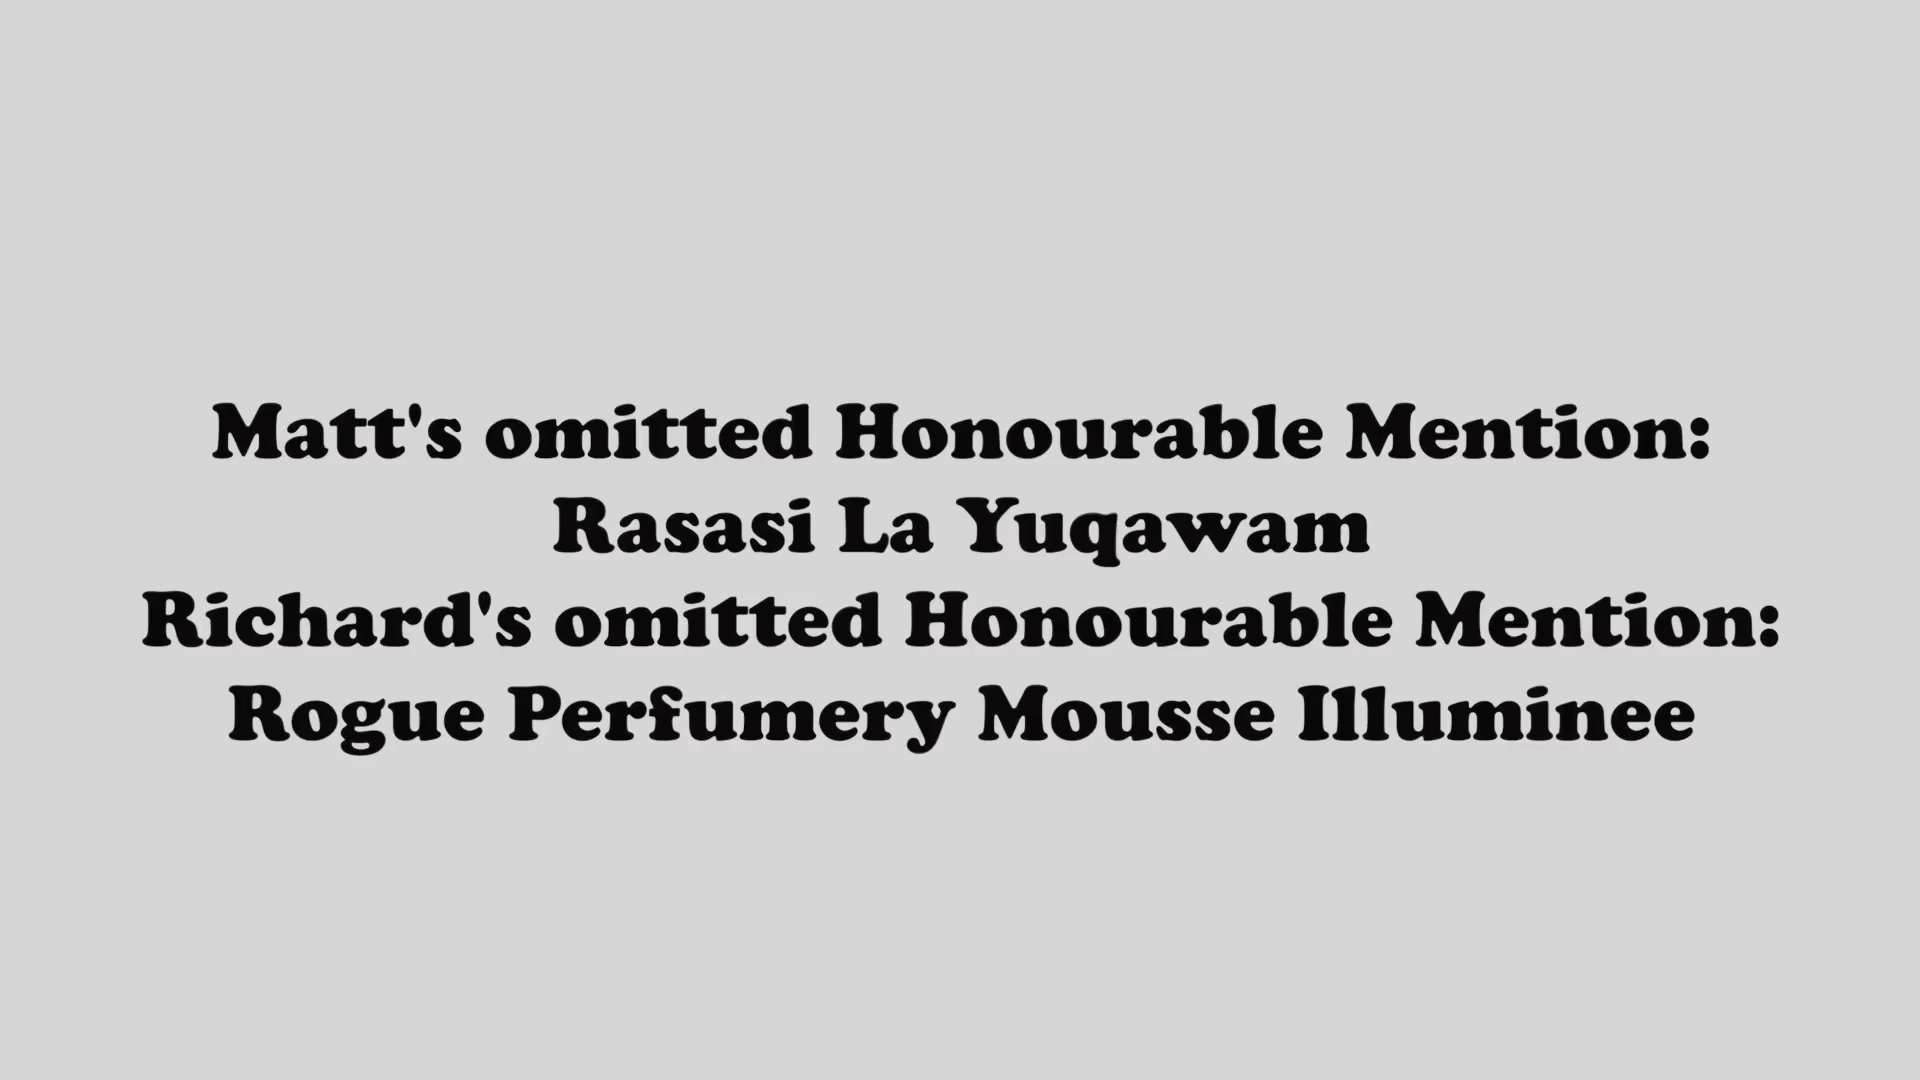 Matt's omitted Honourable Mention:
Rasasi La Yuqawam
Richard's omitted Honourable Mention:
Rogue Perfumery Mousse Illuminee